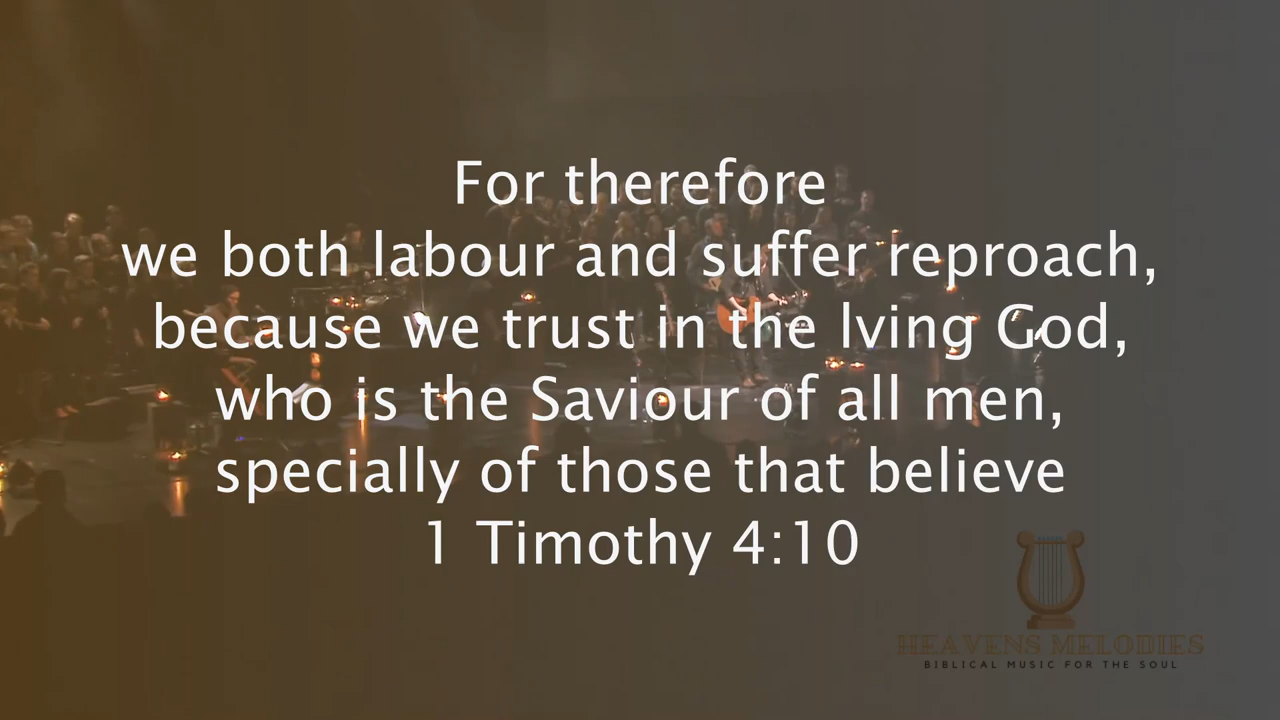 For therefore
we both labour and suffer reproach,
because we trust in the lving God,
who is the Saviour of all men,
specially of those that believe
1 Timothy 4:10
HEAVENS MELODIES
BIBLICAL MUSIC FOR THE SOUL